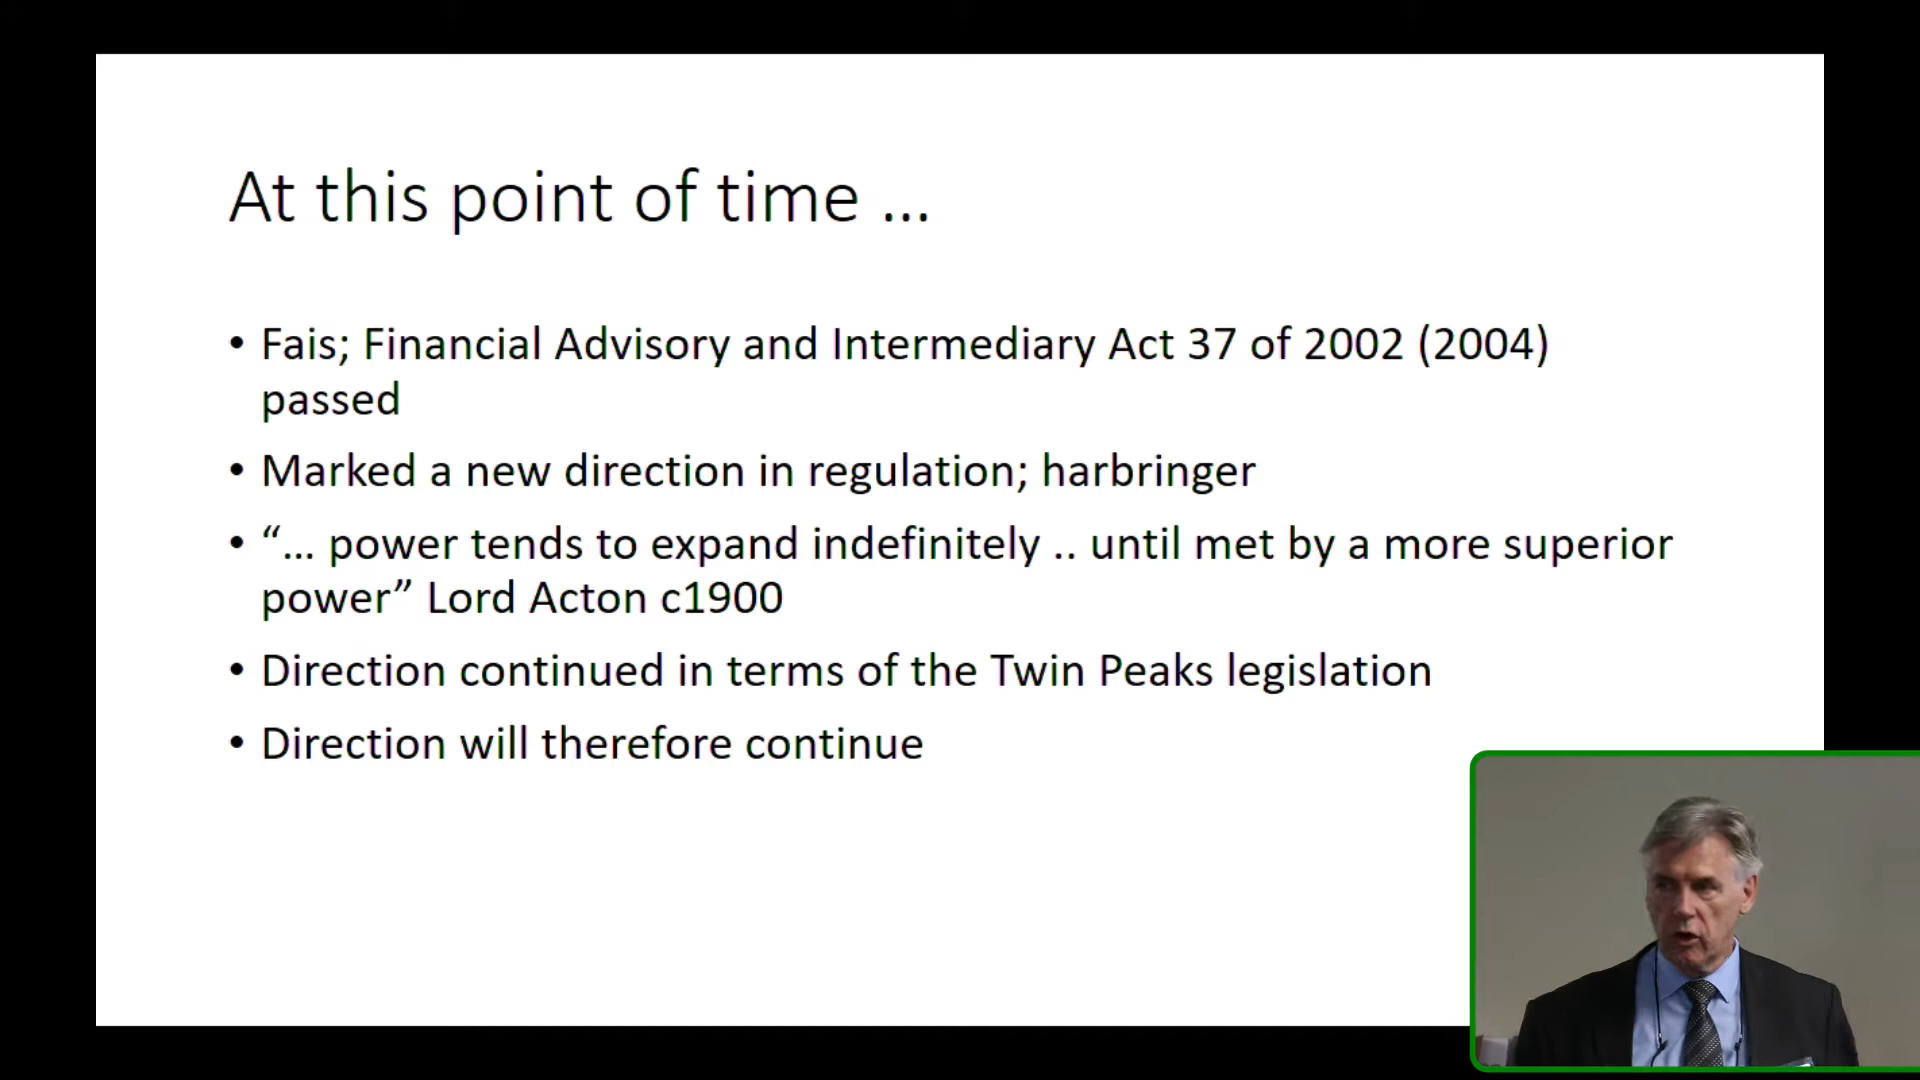 At this point of time ...
• Fais; Financial Advisory and Intermediary Act 37 of 2002 (2004)
passed
• Marked a new direction in regulation; harbringer
• “... power tends to expand indefinitely .. until met by a more superior
power” Lord Acton c1900
• Direction continued in terms of the Twin Peaks legislation
• Direction will therefore continue